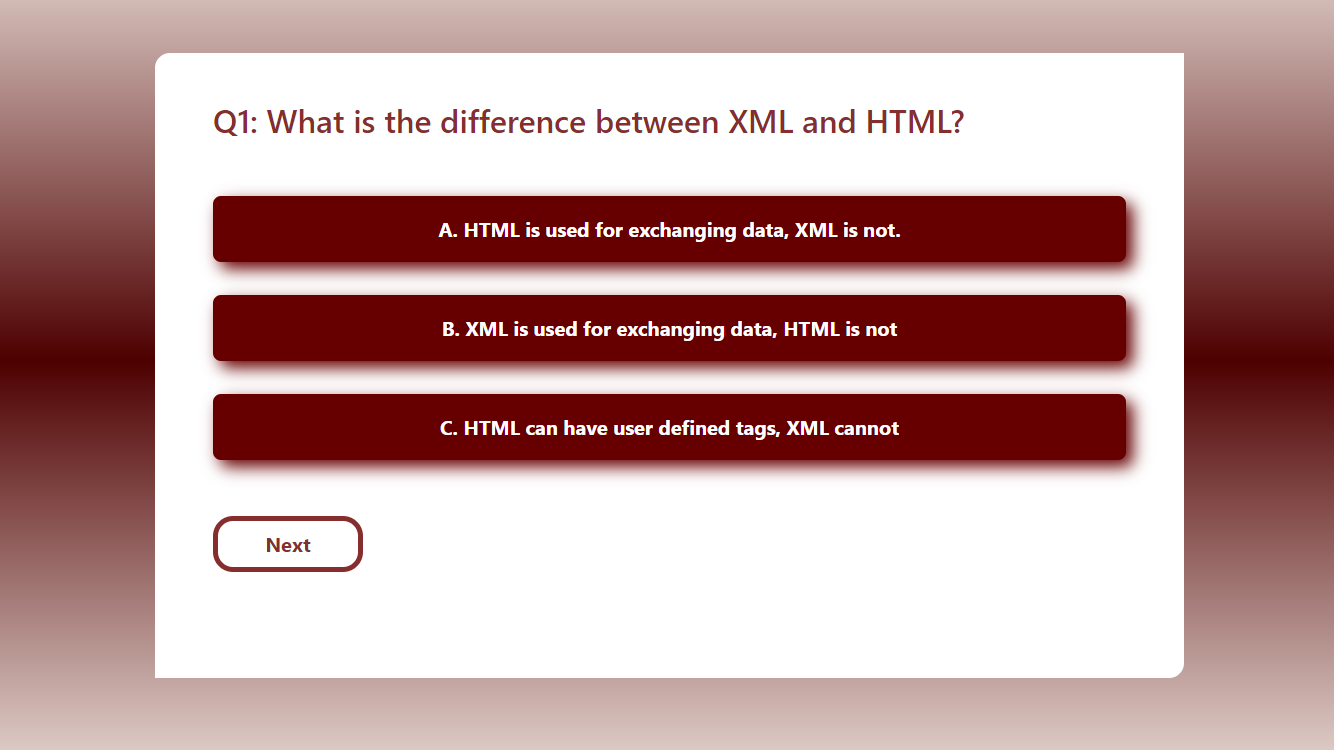 Q1: What is the difference between XML and HTML?
A. HTML is used for exchanging data, XML is not.
B. XML is used for exchanging data, HTML is not
C. HTML can have user defined tags, XML cannot
Next